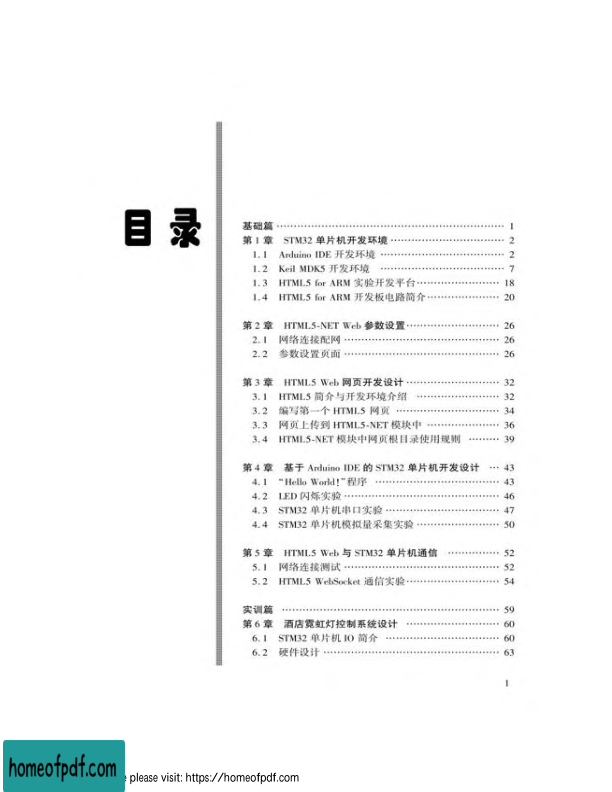 目录
基础篇 1
第1章 STM32 单片机开发环境 2
1.1 Arduino IDE 开发环境 2
1.2 Keil MDK5 开发环境 7
1.3 HTML5 for ARM 实验开发平台 18
1.4 HTML5 for ARM 开发板电路简介 20
第2章 HTML5-NET Web 参数设置 26
2.1 网络连接配网 26
2.2 参数设置页面 26
第3章 HTML5 Web 网页开发设计 32
3.1 HTML5 简介与开发环境介绍 32
3.2 编写第一个 HTML5 网页 34
3.3 网页上传到 HTML5-NET 模块中 36
3.4 HTML5-NET 模块中网页根目录使用规则 39
第4章 基于 Arduino IDE 的 STM32 单片机开发设计 43
4.1 “Hello World!”程序 43
4.2 LED 闪烁实验 46
4.3 STM32 单片机串口实验 47
4.4 STM32 单片机模拟量采集实验 50
第5章 HTML5 Web 与 STM32 单片机通信 52
5.1 网络连接测试 52
5.2 HTML5 WebSocket 通信实验 54
实训篇 59
第6章 酒店霓虹灯控制系统设计 60
6.1 STM32 单片机 IO 简介 60
6.2 硬件设计 63
1
homeofpdf.com
please visit: https://homeofpdf.com